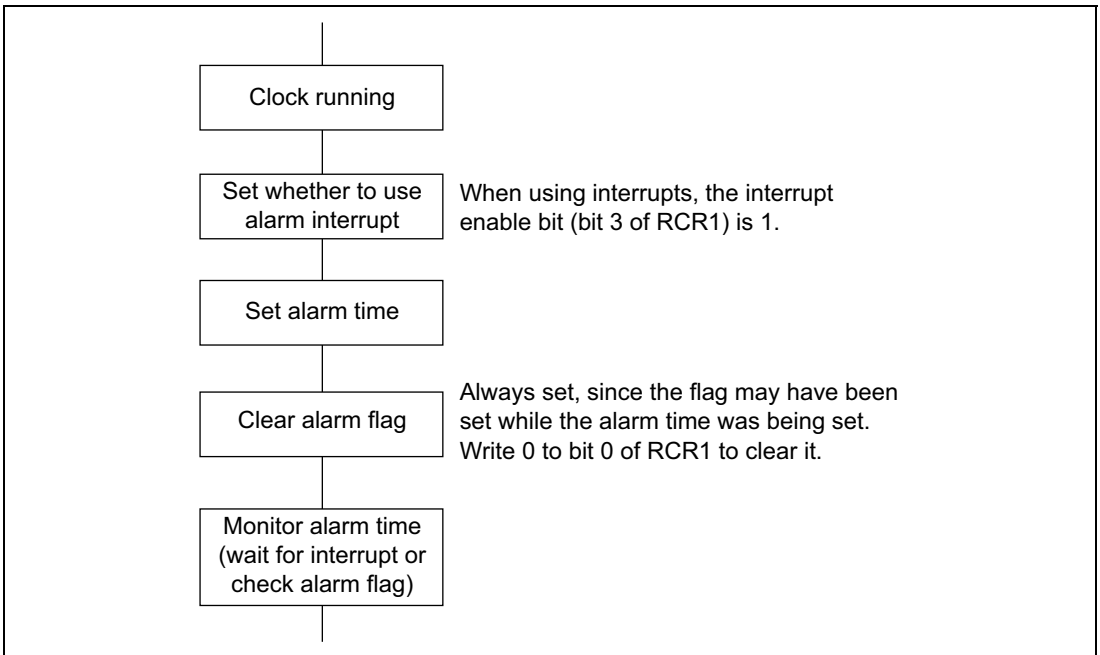 Clock running
Set whether to use
alarm interrupt
When using interrupts, the interrupt
enable bit (bit 3 of RCR1) is 1.
Set alarm time
Clear alarm flag
Always set, since the flag may have been
set while the alarm time was being set.
Write 0 to bit 0 of RCR1 to clear it.
Monitor alarm time
(wait for interrupt or
check alarm flag)